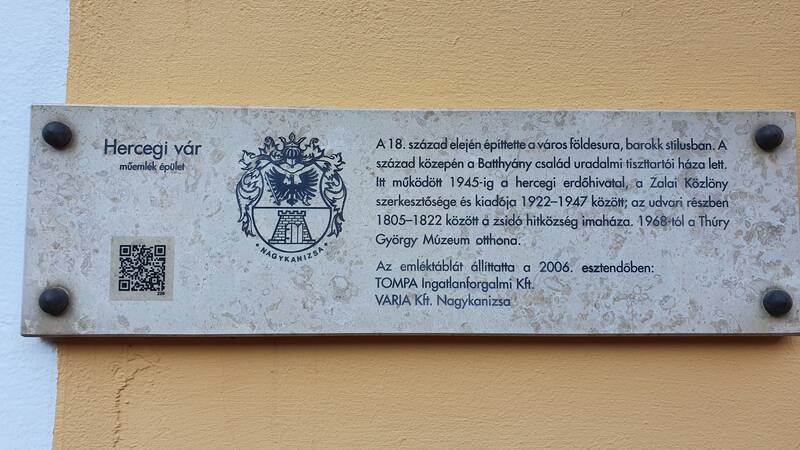 Hercegi vár
műemlék épület
NAGYKANIZSA
226
A 18. század elején építtette a város földesura, barokk stílusban. A
század közepén a Batthyány család uradalmi tiszttartói háza lett.
Itt működött 1945-ig a hercegi erdőhivatal, a Zalai Közlöny
szerkesztősége és kiadója 1922–1947 között; az udvari részben
1805–1822 között a zsidó hitközség imaháza. 1968-tól a Thúry
György Múzeum otthona.
Az emléktáblát állíttatta a 2006. esztendőben:
TOMPA Ingatlanforgalmi Kft.
VARIA Kft. Nagykanizsa